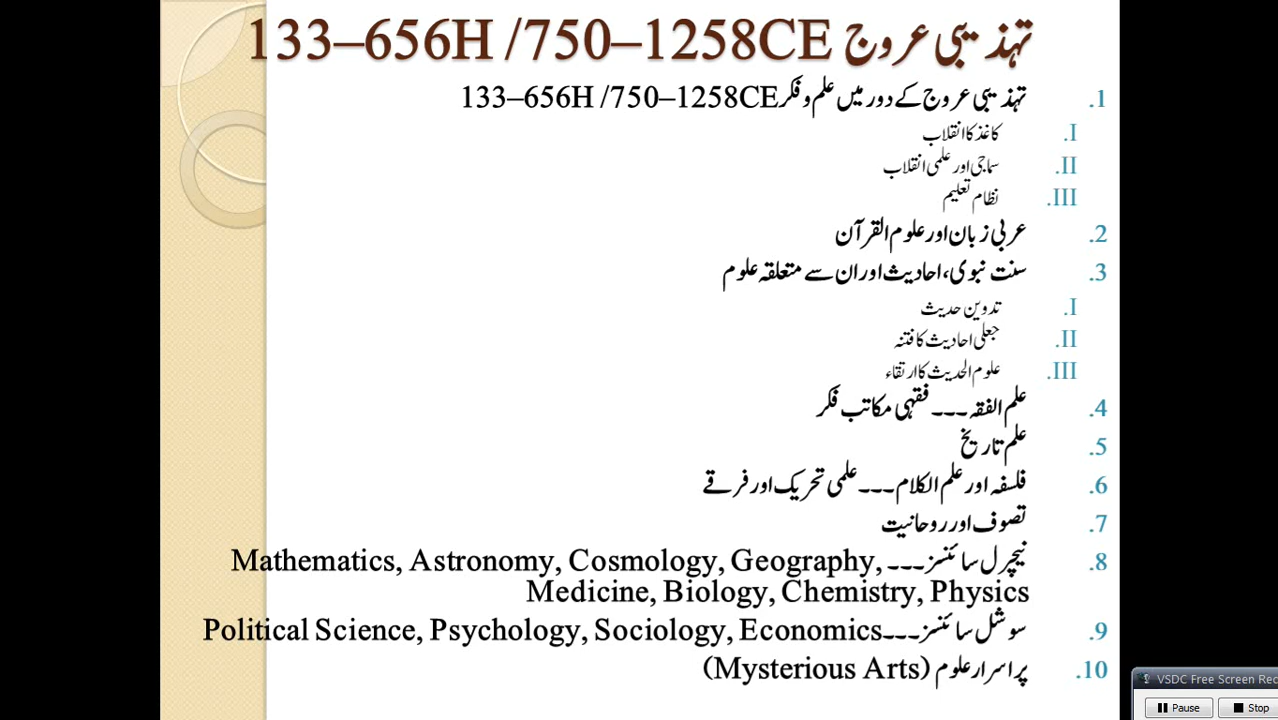 تہذیبی عروج 133–656H /750–1258CE
1. تہذیبی عروج کے دور میں علم و فکر 133–656H /750–1258CE
I. کاغذ کا انقلاب
II. سماجی اور علمی انقلاب
III. نظام تعلیم
2. عربی زبان اور علوم القرآن
3. سنت نبوی، احادیث اور ان سے متعلقہ علوم
I. تدوین حدیث
II. جعلی احادیث کا فتنہ
III. علوم الحدیث کا ارتقاء
4. علم الفقہ ۔۔۔ فقہی مکاتب فکر
5. علم تاریخ
6. فلسفہ اور علم الکلام ۔۔۔ علمی تحریک اور فرقے
7. تصوف اور روحانیت
8. نیچرل سائنسز ۔۔۔ Mathematics, Astronomy, Cosmology, Geography,
Medicine, Biology, Chemistry, Physics
9. سوشل سائنسز ۔۔۔ Political Science, Psychology, Sociology, Economics
10. پراسرار علوم (Mysterious Arts)
VSDC Free Screen Rec
Pause Stop